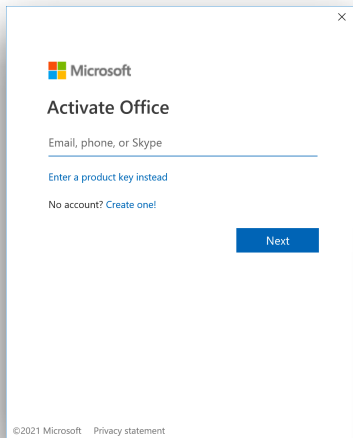 Microsoft
Activate Office
Email, phone, or Skype
Enter a product key instead
No account? Create one!
Next
©2021 Microsoft Privacy statement